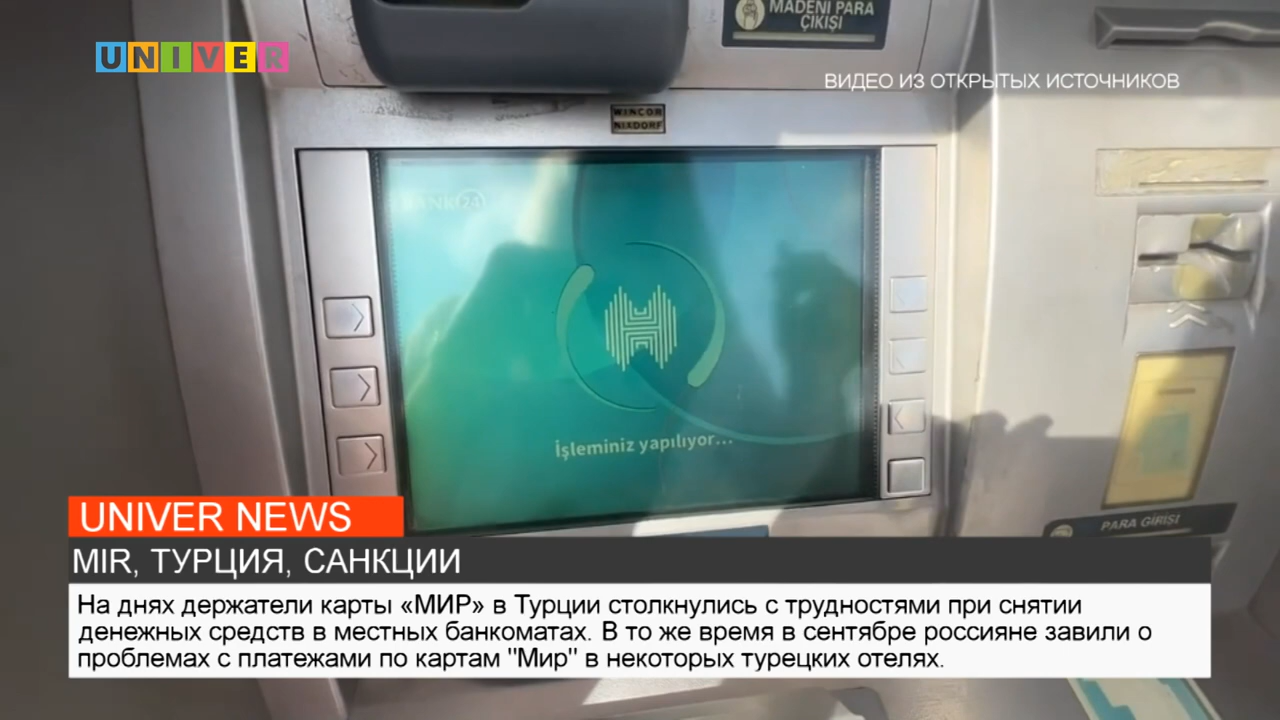 MADENİ PARA
ÇIKIŞI
UNIVER
ВИДЕО ИЗ ОТКРЫТЫХ ИСТОЧНИКОВ
WINCOR
NIXDORF
İşleminiz yapılıyor...
PARA GİRİŞİ
UNIVER NEWS
MIR, ТУРЦИЯ, САНКЦИИ
На днях держатели карты «МИР» в Турции столкнулись с трудностями при снятии
денежных средств в местных банкоматах. В то же время в сентябре россияне завили о
проблемах с платежами по картам "Мир" в некоторых турецких отелях.